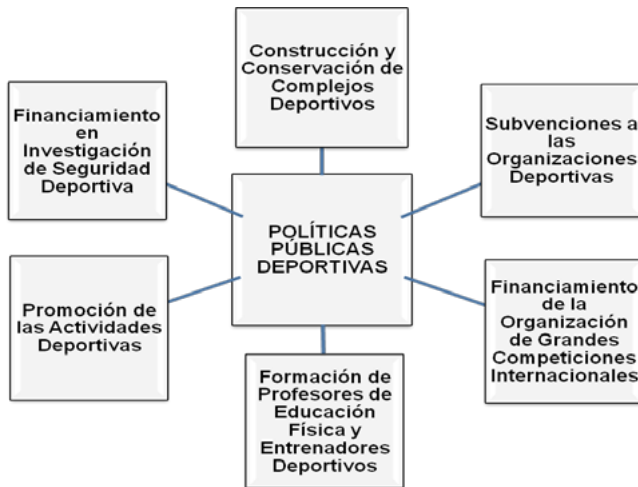 Construcción y
Conservación de
Complejos
Deportivos
Financiamiento
en
Investigación
de Seguridad
Deportiva
Subvenciones a
las
Organizaciones
Deportivas
POLÍTICAS
PÚBLICAS
DEPORTIVAS
Promoción de
las Actividades
Deportivas
Financiamiento
de la
Organización
de Grandes
Competiciones
Internacionales
Formación de
Profesores de
Educación
Física y
Entrenadores
Deportivos